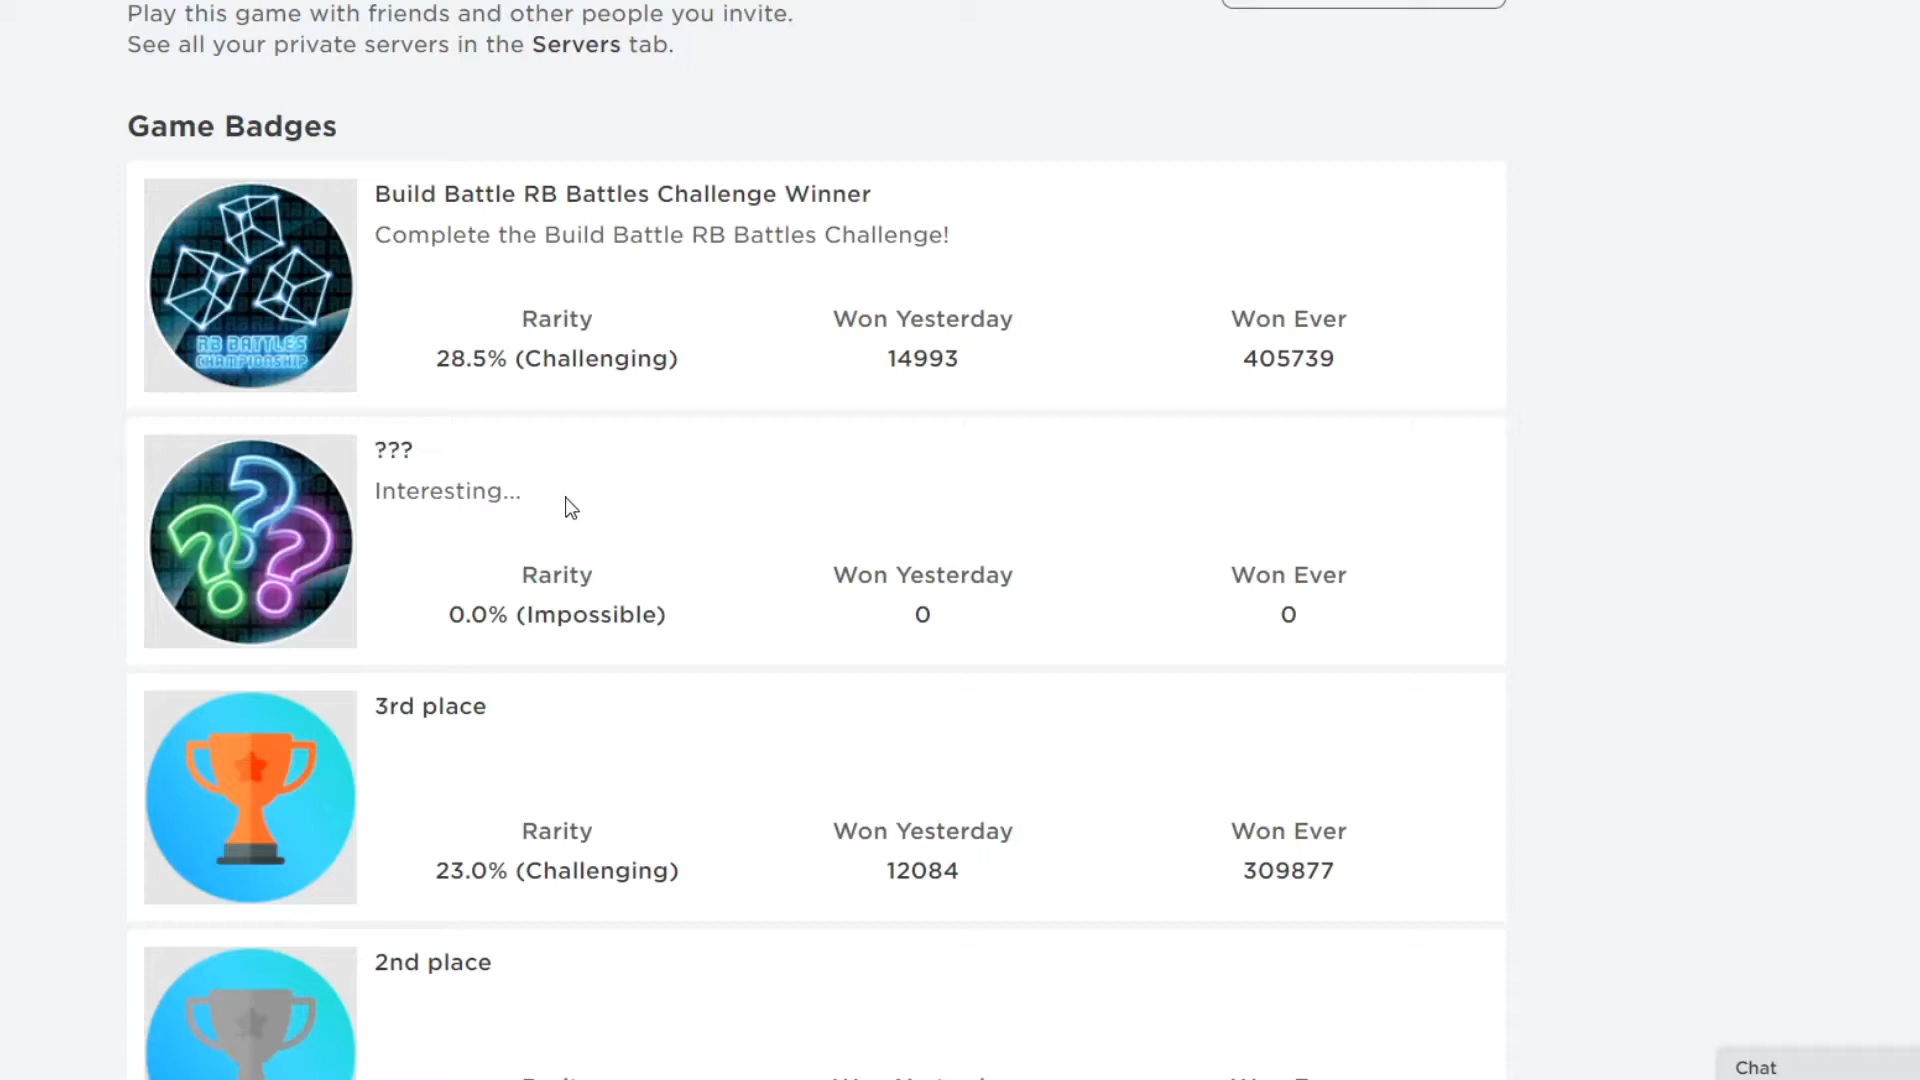 Play this game with friends and other people you invite.
See all your private servers in the Servers tab.
Game Badges
RB BATTLES
CHAMPIONSHIP
Build Battle RB Battles Challenge Winner
Complete the Build Battle RB Battles Challenge!
Rarity Won Yesterday Won Ever
28.5% (Challenging) 14993 405739
???
???
Interesting...
Rarity Won Yesterday Won Ever
0.0% (Impossible) 0 0
3rd place
Rarity Won Yesterday Won Ever
23.0% (Challenging) 12084 309877
2nd place
Chat